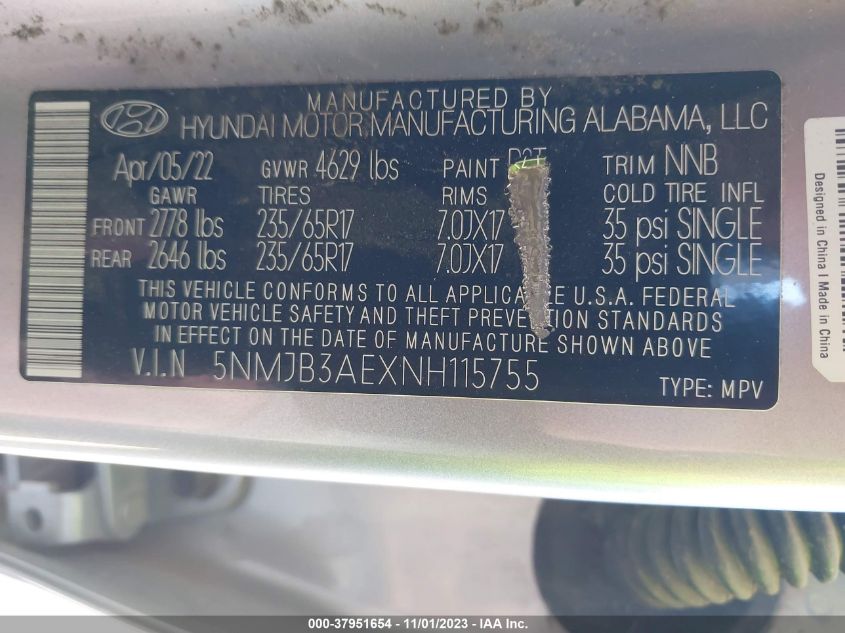 MANUFACTURED BY
HYUNDAI MOTOR MANUFACTURING ALABAMA, LLC
Apr/05/22 GVWR 4629 lbs PAINT TRIM NNB
GAWR TIRES RIMS COLD TIRE INFL
FRONT 2778 lbs 235/65R17 7.0JX17 35 psi SINGLE
REAR 2646 lbs 235/65R17 7.0JX17 35 psi SINGLE
THIS VEHICLE CONFORMS TO ALL APPLICABLE U.S.A. FEDERAL
MOTOR VEHICLE SAFETY AND THEFT PREVENTION STANDARDS
IN EFFECT ON THE DATE OF MANUFACTURE SHOWN ABOVE
V.I.N 5NMJB3AEXNH115755
TYPE: MPV
Designed in China I Made in China
000-37951654 - 11/01/2023 - IAA Inc.